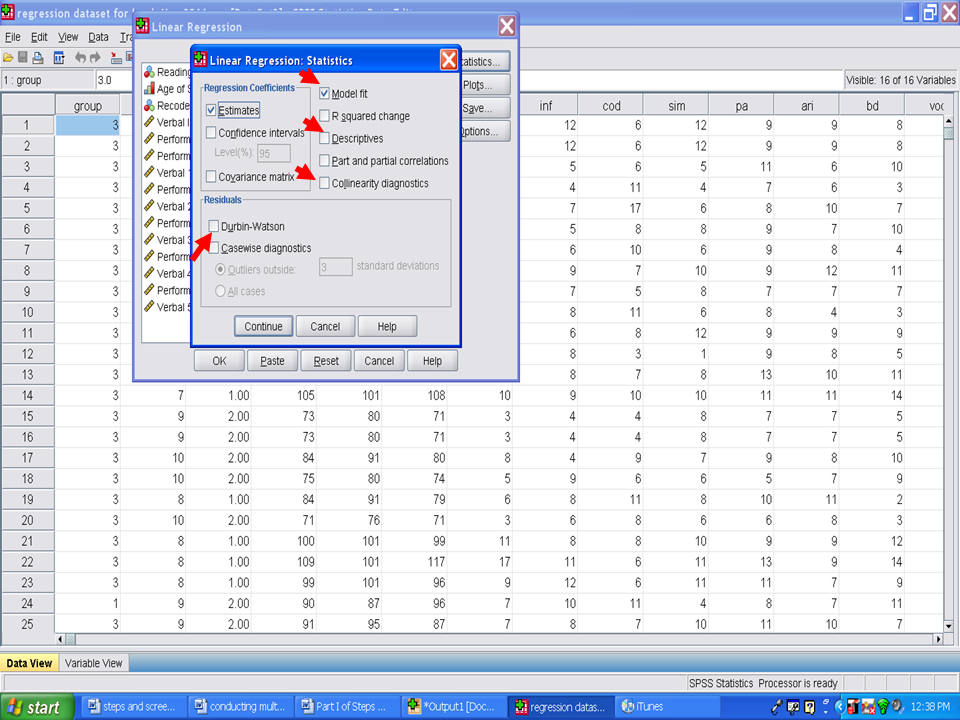 Linear Regression
File Edit View Data
1 : group 3.0 Visible: 16 of 16 Variables
Linear Regression: Statistics
Regression Coefficients
Estimates
Confidence intervals
Level(%): 95
Covariance matrix
Model fit
R squared change
Descriptives
Part and partial correlations
Collinearity diagnostics
Residuals
Durbin-Watson
Casewise diagnostics
Outliers outside: 3 standard deviations
All cases
Continue Cancel Help
OK Paste Reset Cancel Help
Reading
Age of S
Recode
Verbal I
Perform
Perform
Verbal 1
Perform
Verbal 2
Perform
Verbal 3
Perform
Verbal 4
Perform
Verbal 5
tatistics...
Plots...
Save...
Options...
group inf cod sim pa ari bd voc
1 3 12 6 12 9 9 8
2 3 12 6 12 9 9 8
3 3 5 6 5 11 6 10
4 3 4 11 4 7 6 3
5 3 7 17 6 8 10 7
6 3 5 8 8 9 7 10
7 3 6 10 6 9 8 4
8 3 9 7 10 9 12 11
9 3 7 5 8 7 7 7
10 3 8 11 6 8 4 3
11 3 6 8 12 9 9 9
12 3 8 3 1 9 8 5
13 3 8 7 8 13 10 11
14 3 7 1.00 105 101 108 10 9 10 10 11 11 14
15 3 9 2.00 73 80 71 3 4 4 8 7 7 5
16 3 9 2.00 73 80 71 3 4 4 8 7 7 5
17 3 10 2.00 84 91 80 8 4 9 7 9 8 10
18 3 10 2.00 75 80 74 5 9 6 6 5 7 9
19 3 8 1.00 84 91 79 6 8 11 8 10 11 2
20 3 10 2.00 71 76 71 3 6 8 6 6 8 3
21 3 8 1.00 100 101 99 11 8 8 10 9 9 12
22 3 8 1.00 109 101 117 17 11 6 11 13 9 14
23 3 8 1.00 99 101 96 9 12 6 11 11 7 9
24 1 9 2.00 90 87 96 7 10 11 4 8 7 11
25 3 9 2.00 91 95 87 7 8 7 10 11 10 7
Data View Variable View
SPSS Statistics Processor is ready
start steps and scree... conducting mult... Part I of Steps ... *Output1 [Doc... regression datas... iTunes 12:38 PM